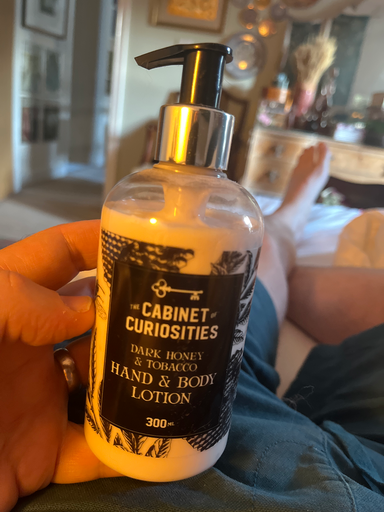 THE CABINET OF
CURIOSITIES
DARK HONEY
& TOBACCO
HAND & BODY
LOTION
300ML